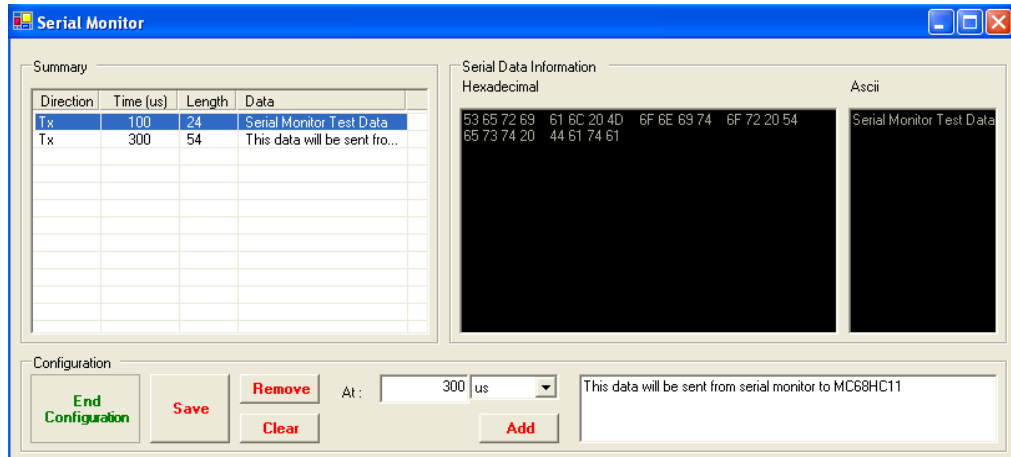 Serial Monitor
Summary
Direction Time (us) Length Data
Tx 100 24 Serial Monitor Test Data
Tx 300 54 This data will be sent fro...
Serial Data Information
Hexadecimal Ascii
53 65 72 69 61 6C 20 4D 6F 6E 69 74 6F 72 20 54
65 73 74 20 44 61 74 61
Serial Monitor Test Data
Configuration
End
Configuration
Save
Remove
Clear
At :
300 us
Add
This data will be sent from serial monitor to MC68HC11